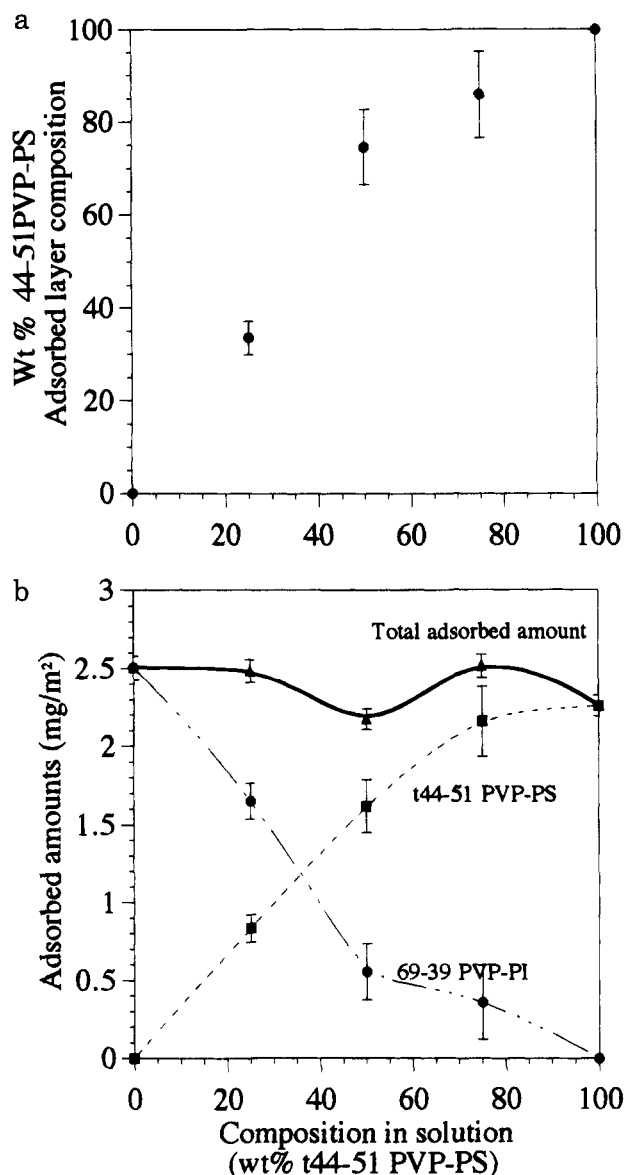 a
Wt % 44-51PVP-PS
Adsorbed layer composition
100
80
60
40
20
0
0 20 40 60 80 100
b
Adsorbed amounts (mg/m²)
3
2.5
2
1.5
1
0.5
0
Total adsorbed amount
t44-51 PVP-PS
69-39 PVP-PI
0 20 40 60 80 100
Composition in solution
(wt% t44-51 PVP-PS)